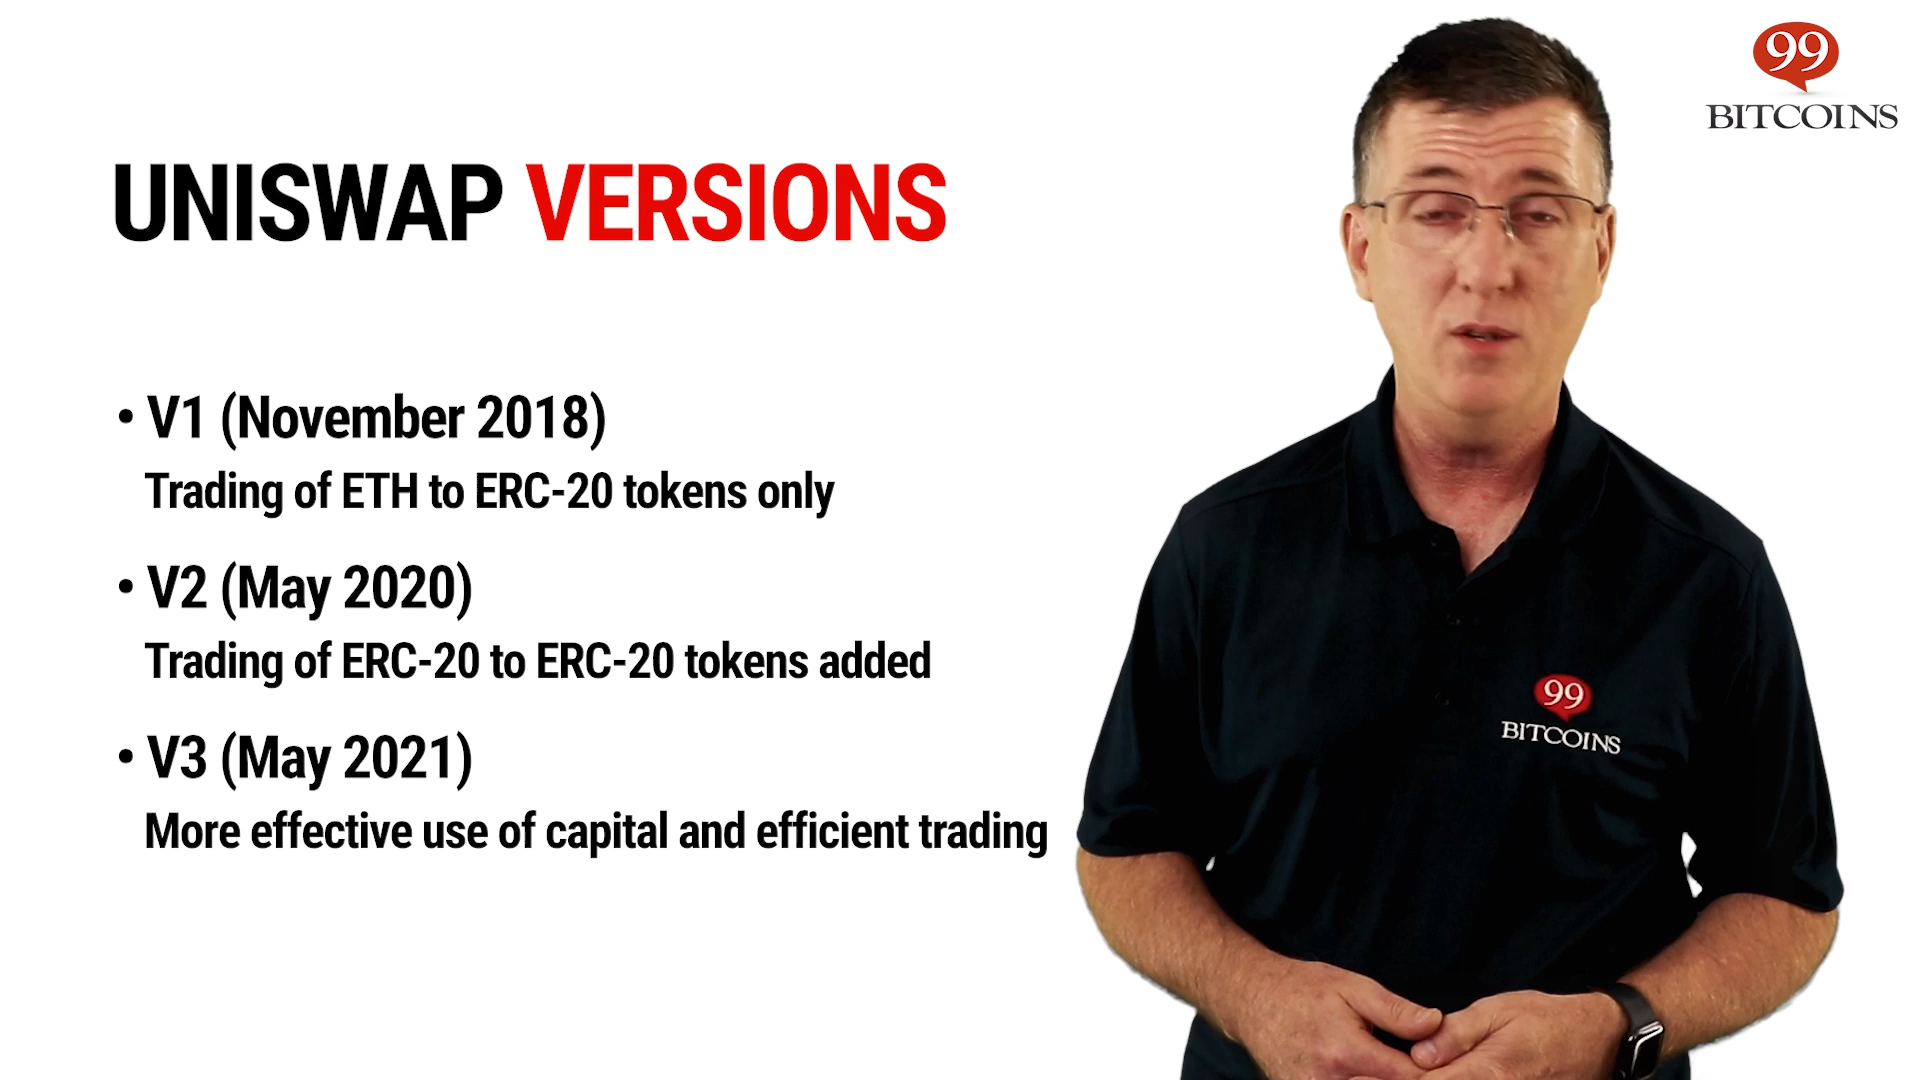 99
BITCOINS
UNISWAP VERSIONS
• V1 (November 2018)
Trading of ETH to ERC-20 tokens only
• V2 (May 2020)
Trading of ERC-20 to ERC-20 tokens added
• V3 (May 2021)
More effective use of capital and efficient trading
99
BITCOINS